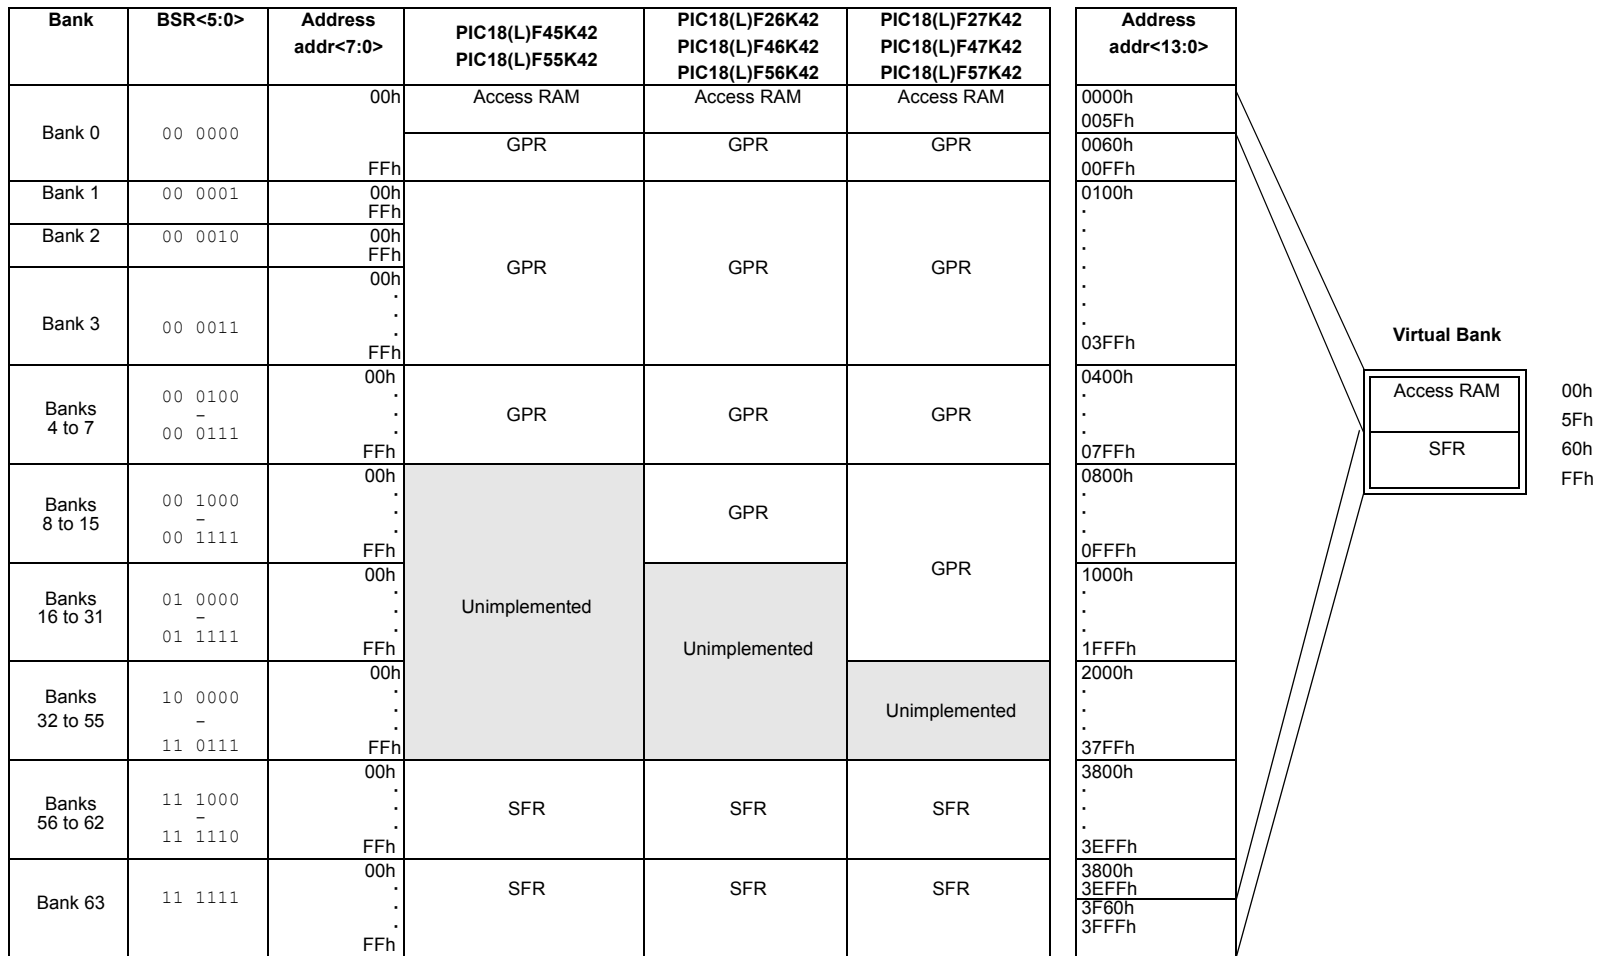 Bank BSR<5:0> Address addr<7:0> PIC18(L)F45K42 PIC18(L)F55K42 PIC18(L)F26K42 PIC18(L)F46K42 PIC18(L)F56K42 PIC18(L)F27K42 PIC18(L)F47K42 PIC18(L)F57K42 Address addr<13:0>
Bank 0 00 0000 00h Access RAM Access RAM Access RAM 0000h
005Fh
GPR GPR GPR 0060h
FFh 00FFh
Bank 1 00 0001 00h 0100h
FFh .
Bank 2 00 0010 00h .
FFh .
GPR GPR GPR
Bank 3 00 0011 00h .
. .
. .
. .
FFh 03FFh
Virtual Bank
Access RAM 00h
5Fh
SFR 60h
FFh
Banks 4 to 7 00 0100 – 00 0111 00h 0400h
. .
. GPR GPR GPR .
. .
FFh 07FFh
Banks 8 to 15 00 1000 – 00 1111 00h 0800h
. .
. GPR .
. .
FFh 0FFFh
GPR
Banks 16 to 31 01 0000 – 01 1111 00h 1000h
. .
. Unimplemented .
. .
FFh Unimplemented 1FFFh
Banks 32 to 55 10 0000 – 11 0111 00h 2000h
. .
. Unimplemented .
. .
FFh 37FFh
Banks 56 to 62 11 1000 – 11 1110 00h 3800h
. .
. SFR SFR SFR .
. .
FFh 3EFFh
Bank 63 11 1111 00h 3800h
. SFR SFR SFR 3EFFh
. 3F60h
. 3FFFh
FFh